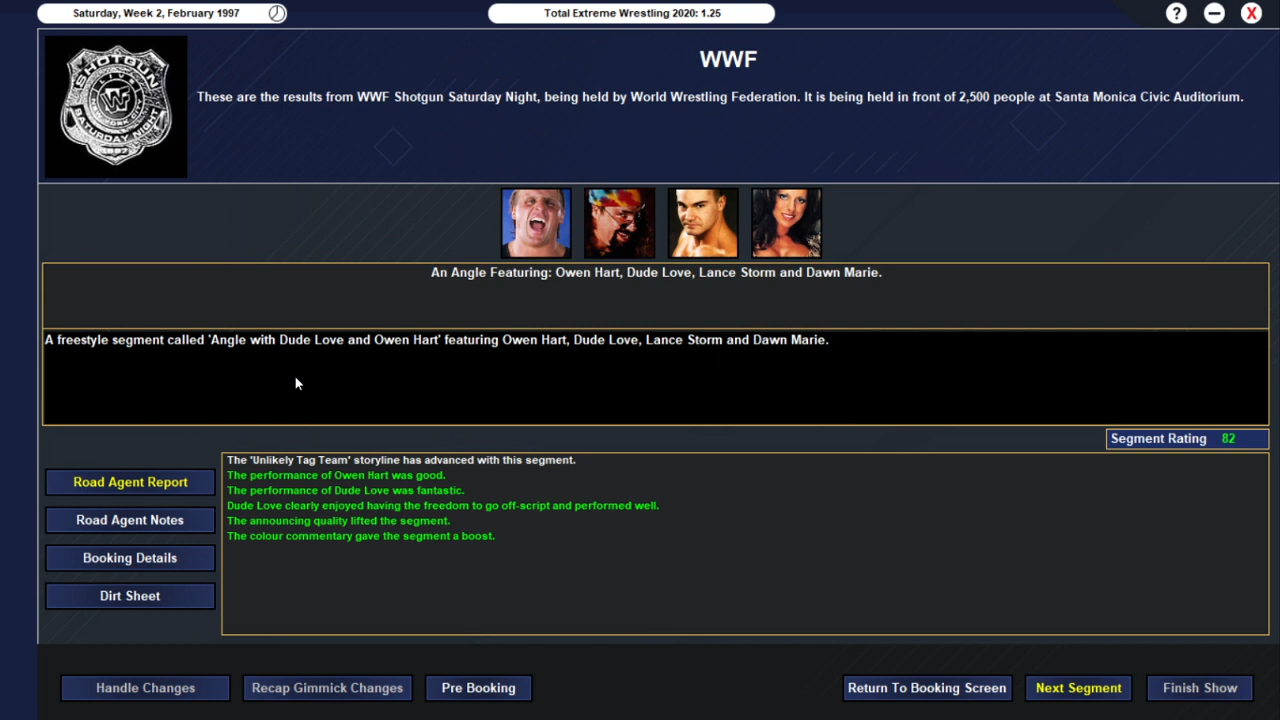 Saturday, Week 2, February 1997
Total Extreme Wrestling 2020: 1.25
?
X
SHOTGUN
LIVE
NEW YORK CITY
SATURDAY NIGHT
1997
WWF
These are the results from WWF Shotgun Saturday Night, being held by World Wrestling Federation. It is being held in front of 2,500 people at Santa Monica Civic Auditorium.
An Angle Featuring: Owen Hart, Dude Love, Lance Storm and Dawn Marie.
A freestyle segment called 'Angle with Dude Love and Owen Hart' featuring Owen Hart, Dude Love, Lance Storm and Dawn Marie.
Segment Rating 82
Road Agent Report
Road Agent Notes
Booking Details
Dirt Sheet
The 'Unlikely Tag Team' storyline has advanced with this segment.
The performance of Owen Hart was good.
The performance of Dude Love was fantastic.
Dude Love clearly enjoyed having the freedom to go off-script and performed well.
The announcing quality lifted the segment.
The colour commentary gave the segment a boost.
Handle Changes
Recap Gimmick Changes
Pre Booking
Return To Booking Screen
Next Segment
Finish Show